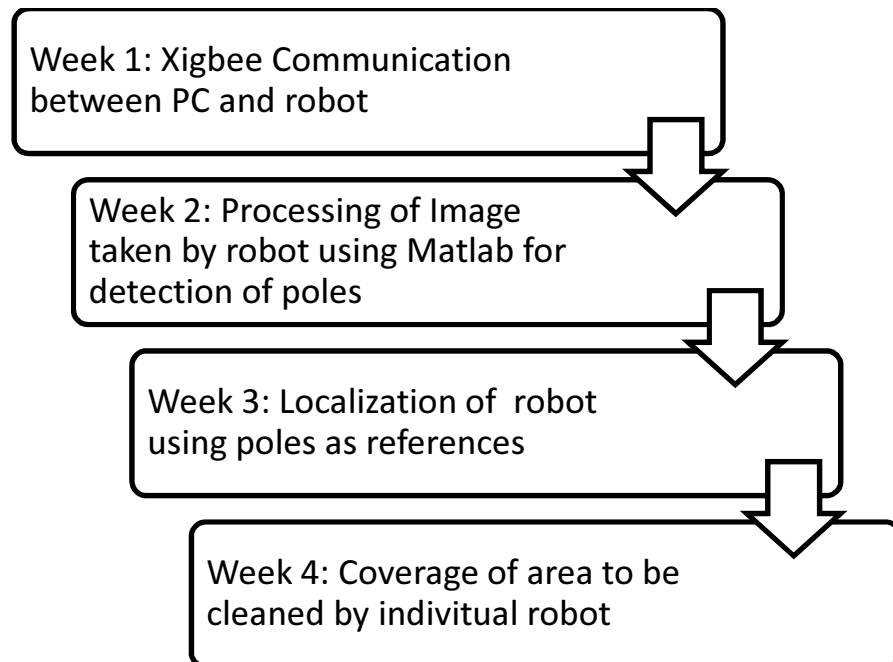 Week 1: Xigbee Communication
between PC and robot
Week 2: Processing of Image
taken by robot using Matlab for
detection of poles
Week 3: Localization of  robot
using poles as references
Week 4: Coverage of area to be
cleaned by indivitual robot